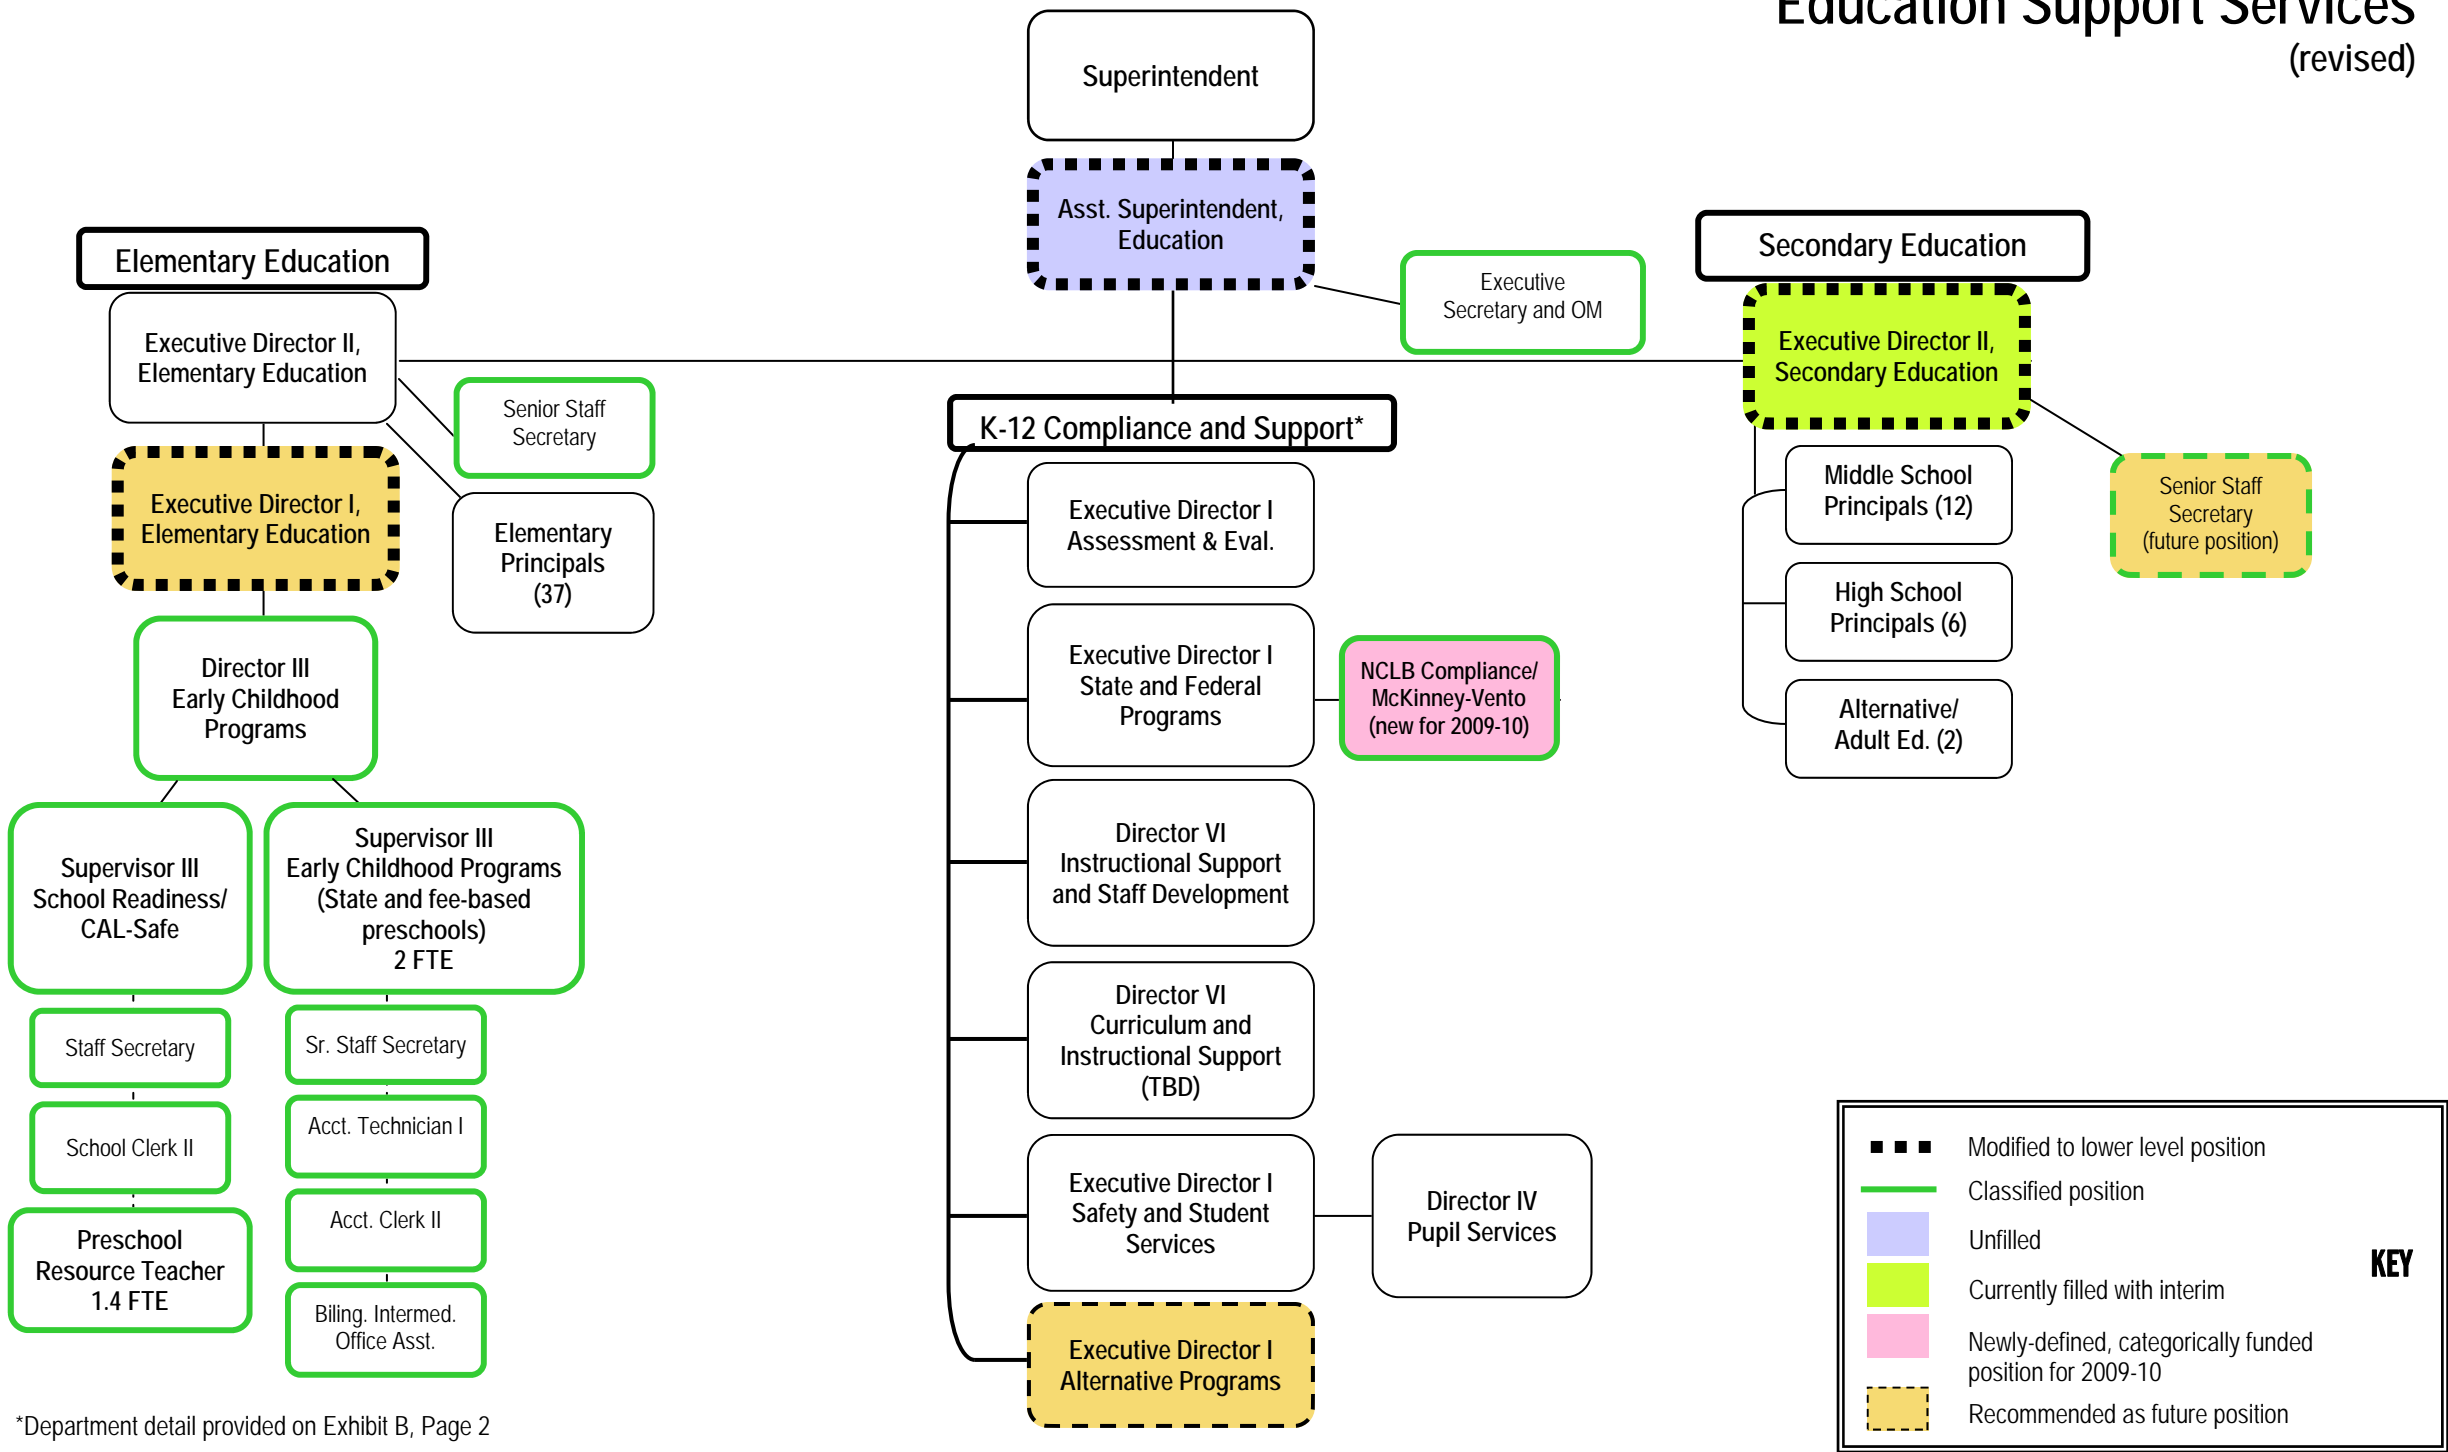 Education Support Services
(revised)
Superintendent
Asst. Superintendent,
Education
Executive
Secretary and OM
Elementary Education
Executive Director II,
Elementary Education
Senior Staff
Secretary
Executive Director I,
Elementary Education
Elementary
Principals
(37)
Director III
Early Childhood
Programs
Supervisor III
School Readiness/
CAL-Safe
Staff Secretary
School Clerk II
Preschool
Resource Teacher
1.4 FTE
Supervisor III
Early Childhood Programs
(State and fee-based
preschools)
2 FTE
Sr. Staff Secretary
Acct. Technician I
Acct. Clerk II
Biling. Intermed.
Office Asst.
K-12 Compliance and Support*
Executive Director I
Assessment & Eval.
Executive Director I
State and Federal
Programs
NCLB Compliance/
McKinney-Vento
(new for 2009-10)
Director VI
Instructional Support
and Staff Development
Director VI
Curriculum and
Instructional Support
(TBD)
Executive Director I
Safety and Student
Services
Director IV
Pupil Services
Executive Director I
Alternative Programs
Secondary Education
Executive Director II,
Secondary Education
Senior Staff
Secretary
(future position)
Middle School
Principals (12)
High School
Principals (6)
Alternative/
Adult Ed. (2)
KEY
Modified to lower level position
Classified position
Unfilled
Currently filled with interim
Newly-defined, categorically funded
position for 2009-10
Recommended as future position
*Department detail provided on Exhibit B, Page 2